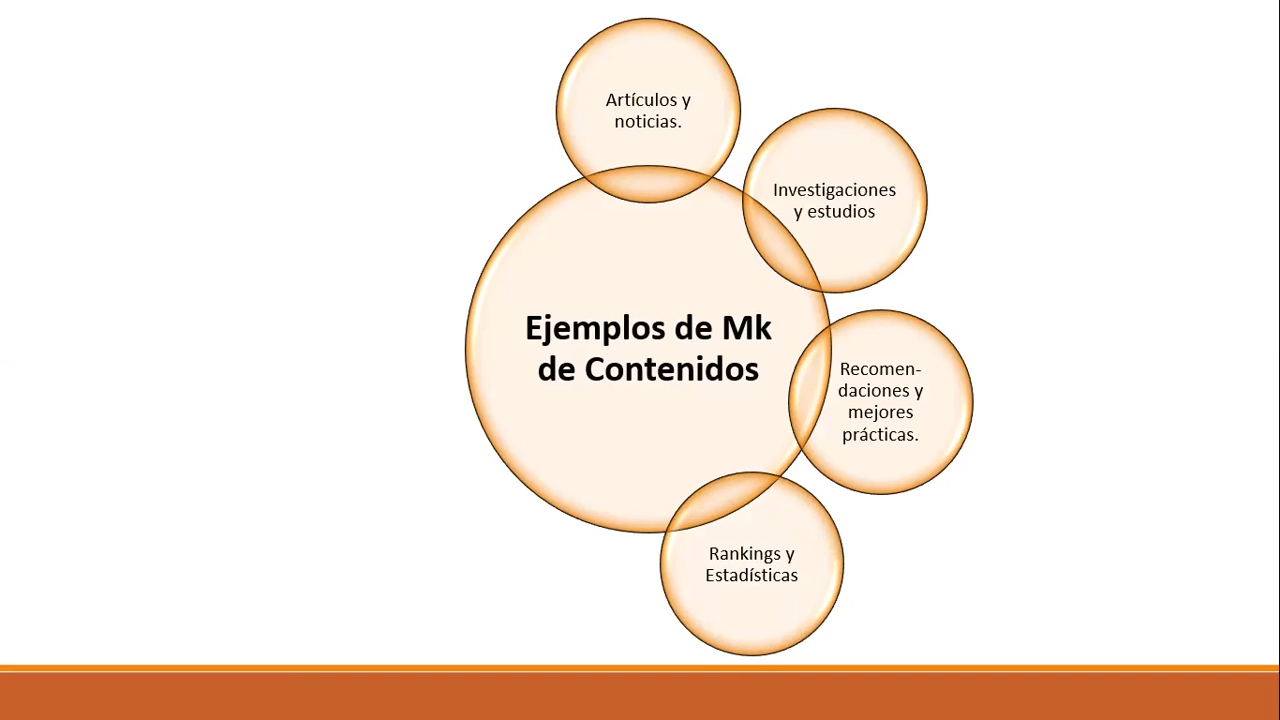 Artículos y
noticias.
Investigaciones
y estudios
Ejemplos de Mk
de Contenidos
Recomen-
daciones y
mejores
prácticas.
Rankings y
Estadísticas